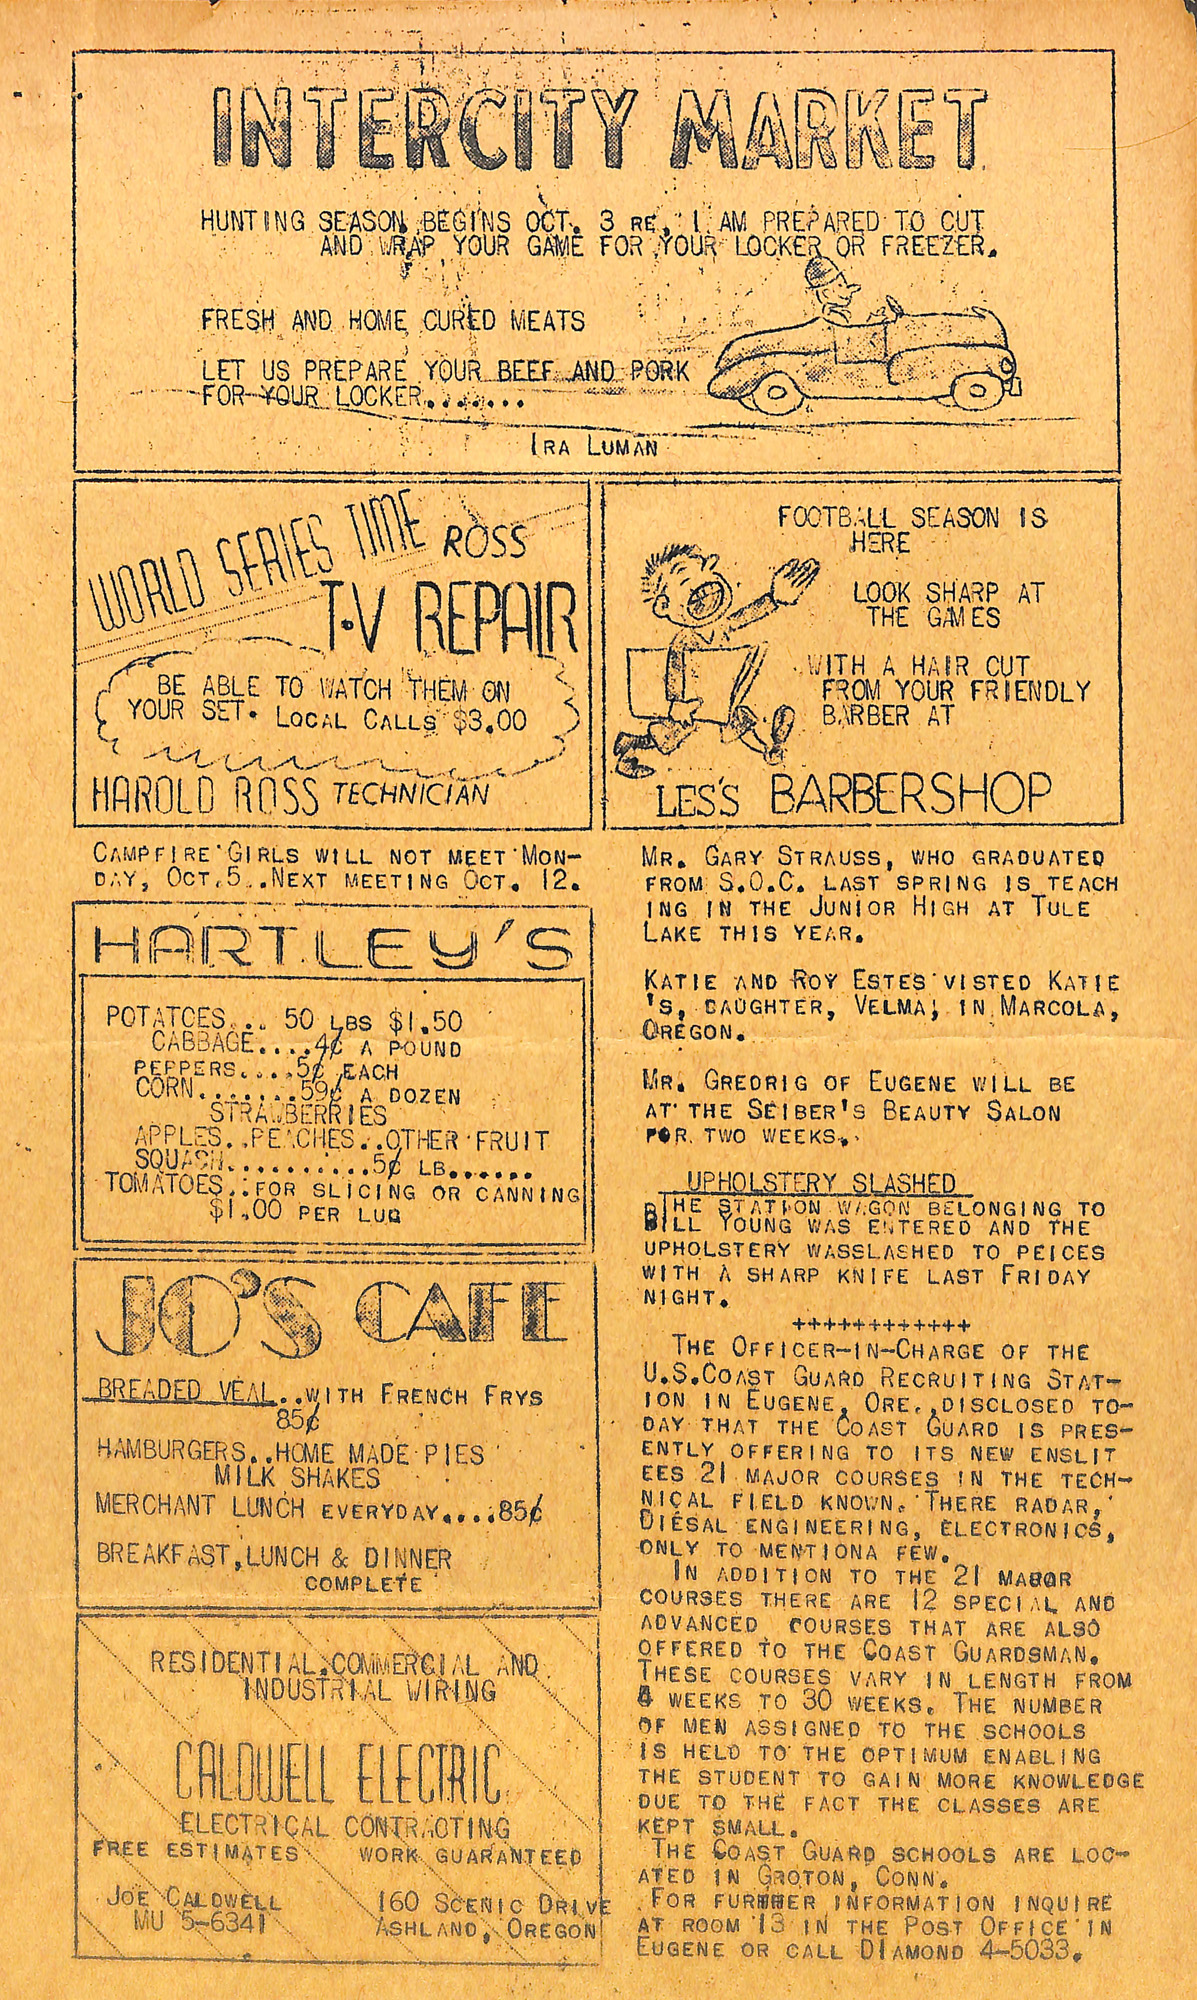 INTERCITY MARKET
HUNTING SEASON BEGINS OCT. 3 RE, I AM PREPARED TO CUT
AND WRAP YOUR GAME FOR YOUR LOCKER OR FREEZER.
FRESH AND HOME CURED MEATS
LET US PREPARE YOUR BEEF AND PORK
FOR YOUR LOCKER.......
IRA LUMAN
WORLD SERIES TIME ROSS
T.V REPAIR
BE ABLE TO WATCH THEM ON
YOUR SET. LOCAL CALLS $3.00
HAROLD ROSS TECHNICIAN
FOOTBALL SEASON IS
HERE
LOOK SHARP AT
THE GAMES
WITH A HAIR CUT
FROM YOUR FRIENDLY
BARBER AT
LES'S BARBERSHOP
CAMPFIRE GIRLS WILL NOT MEET MON-
DAY, OCT.5..NEXT MEETING OCT. 12.
HARTLEY'S
POTATOES... 50 LBS $1.50
CABBAGE....4¢ A POUND
PEPPERS....5¢ EACH
CORN.......59¢ A DOZEN
STRAWBERRIES
APPLES..PEACHES..OTHER FRUIT
SQUASH..........5¢ LB.......
TOMATOES..FOR SLICING OR CANNING
$1.00 PER LUG
JO'S CAFE
BREADED VEAL..WITH FRENCH FRYS
85¢
HAMBURGERS..HOME MADE PIES
MILK SHAKES
MERCHANT LUNCH EVERYDAY....85¢
BREAKFAST,LUNCH & DINNER
COMPLETE
RESIDENTIAL,COMMERCIAL AND
INDUSTRIAL WIRING
CALDWELL ELECTRIC
ELECTRICAL CONTRACTING
FREE ESTIMATES WORK GUARANTEED
JOE CALDWELL 160 SCENIC DRIVE
MU 5-6341 ASHLAND, OREGON
MR. GARY STRAUSS, WHO GRADUATED
FROM S.O.C. LAST SPRING IS TEACH
ING IN THE JUNIOR HIGH AT TULE
LAKE THIS YEAR.
KATIE AND ROY ESTES VISTED KATIE
'S, DAUGHTER, VELMA, IN MARCOLA,
OREGON.
MR. GREDRIG OF EUGENE WILL BE
AT THE SEIBER'S BEAUTY SALON
FOR TWO WEEKS..
UPHOLSTERY SLASHED
THE STATION WAGON BELONGING TO
BILL YOUNG WAS ENTERED AND THE
UPHOLSTERY WASSLASHED TO PEICES
WITH A SHARP KNIFE LAST FRIDAY
NIGHT.
++++++++++++
THE OFFICER-IN-CHARGE OF THE
U.S.COAST GUARD RECRUITING STAT-
ION IN EUGENE, ORE.,DISCLOSED TO-
DAY THAT THE COAST GUARD IS PRES-
ENTLY OFFERING TO ITS NEW ENSLIT
EES 21 MAJOR COURSES IN THE TECH-
NICAL FIELD KNOWN. THERE RADAR,
DIESAL ENGINEERING, ELECTRONICS,
ONLY TO MENTIONA FEW.
IN ADDITION TO THE 21
COURSES THERE ARE 12 SPECIAL AND
ADVANCED COURSES THAT ARE ALSO
OFFERED TO THE COAST GUARDSMAN.
THESE COURSES VARY IN LENGTH FROM
WEEKS TO 30 WEEKS. THE NUMBER
OF MEN ASSIGNED TO THE SCHOOLS
IS HELD TO THE OPTIMUM ENABLING
THE STUDENT TO GAIN MORE KNOWLEDGE
DUE TO THE FACT THE CLASSES ARE
KEPT SMALL.
THE COAST GUARD SCHOOLS ARE LOC-
ATED IN GROTON, CONN.
FOR FURTHER INFORMATION INQUIRE
AT ROOM 13 IN THE POST OFFICE IN
EUGENE OR CALL DIAMOND 4-5033.